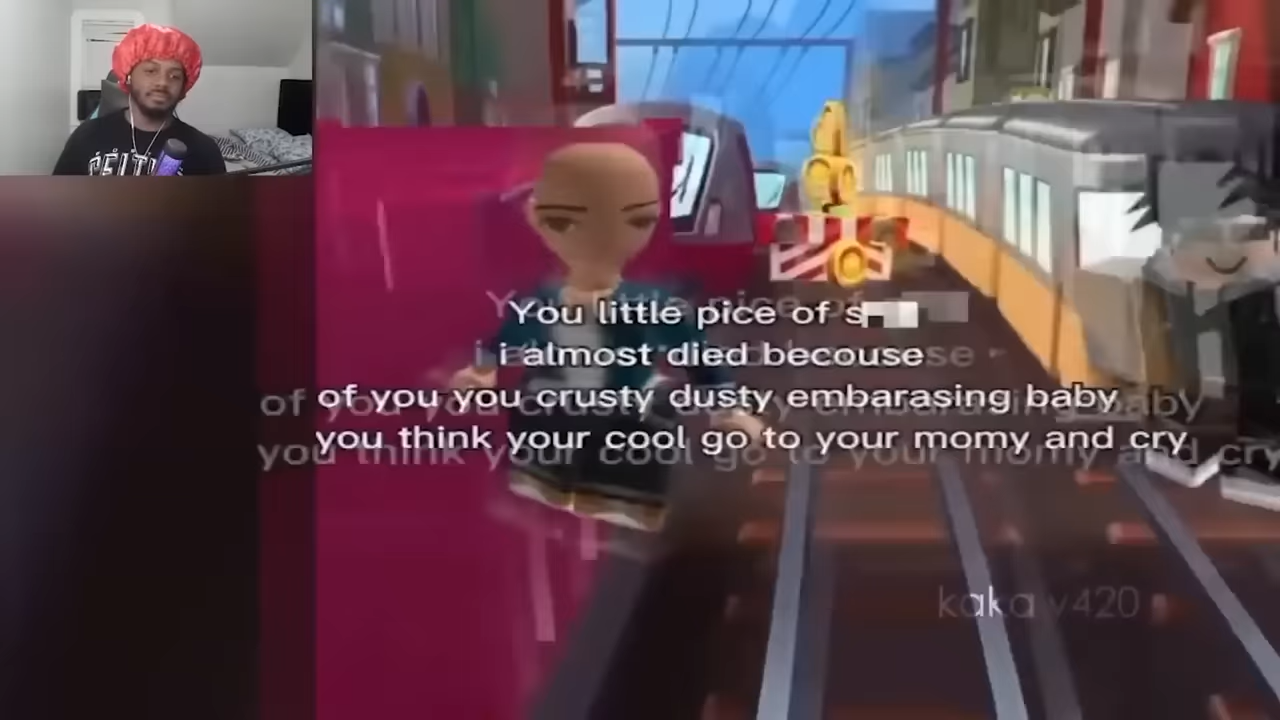 You little pice of s
i almost died becouse
of you you crusty dusty embarasing baby
you think your cool go to your momy and cry